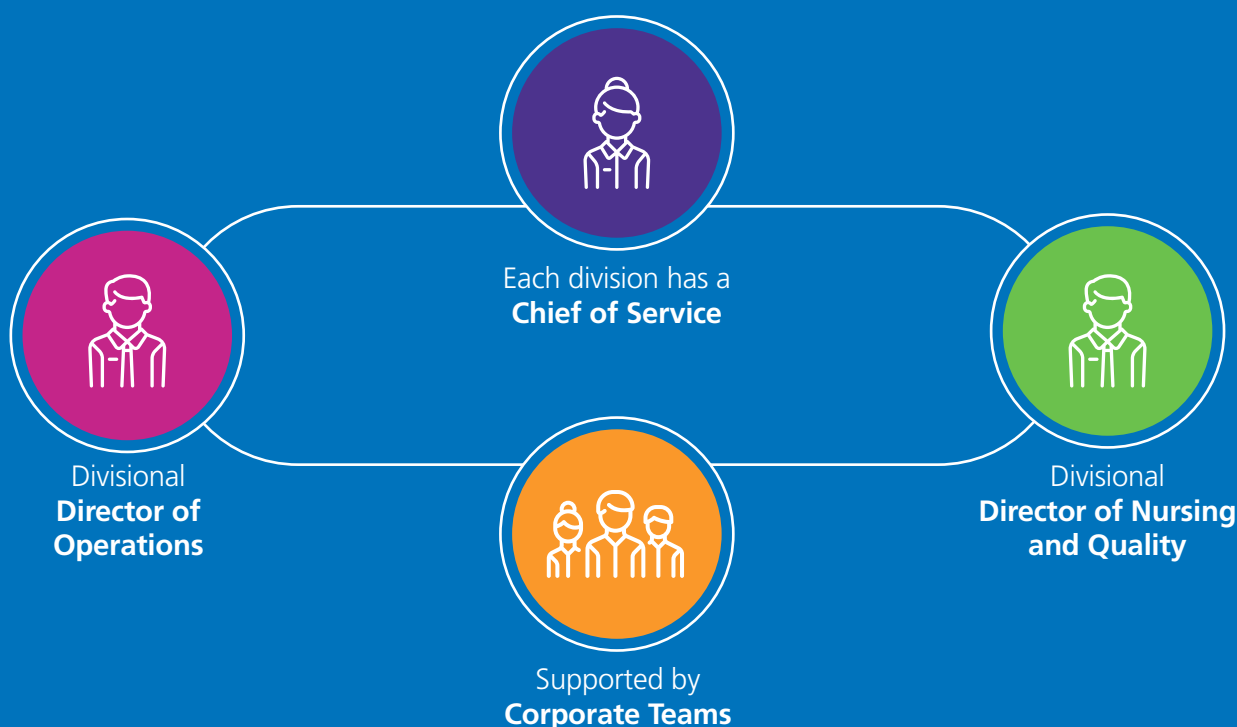 Each division has a
Chief of Service
Divisional
Director of
Operations
Divisional
Director of Nursing
and Quality
Supported by
Corporate Teams